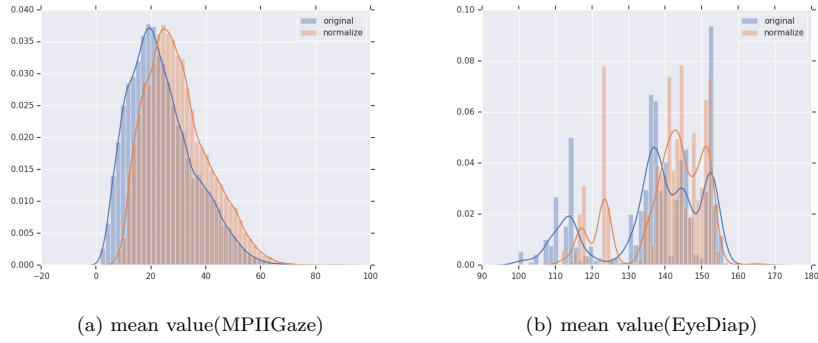 0.040
0.035
0.030
0.025
0.020
0.015
0.010
0.005
0.000
−20 0 20 40 60 80 100
original
normalize
(a) mean value(MPIIGaze)
0.10
0.08
0.06
0.04
0.02
0.00
90 100 110 120 130 140 150 160 170 180
original
normalize
(b) mean value(EyeDiap)